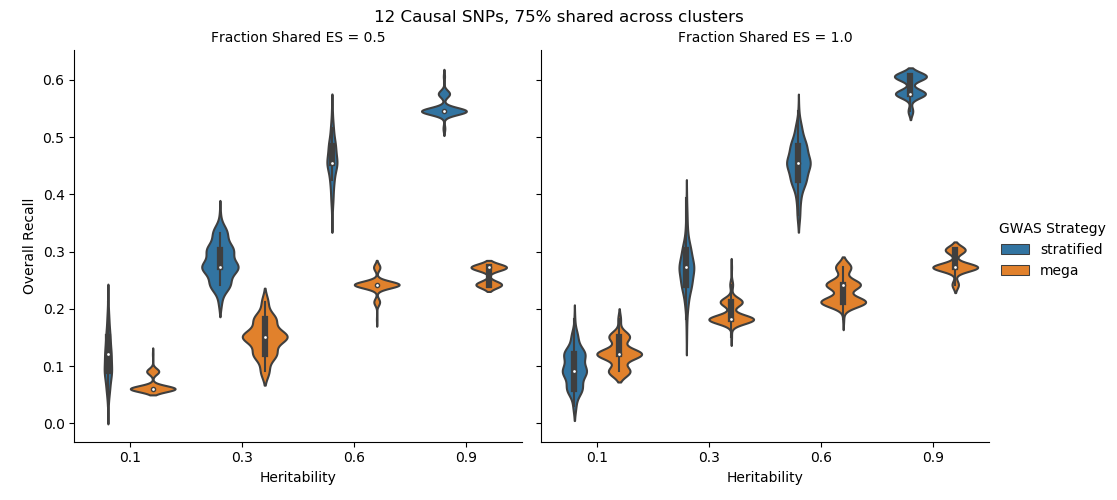 12 Causal SNPs, 75% shared across clusters
Fraction Shared ES = 0.5
Fraction Shared ES = 1.0
Overall Recall
0.6
0.5
0.4
0.3
0.2
0.1
0.0
0.1
0.3
0.6
0.9
Heritability
0.1
0.3
0.6
0.9
Heritability
GWAS Strategy
stratified
mega